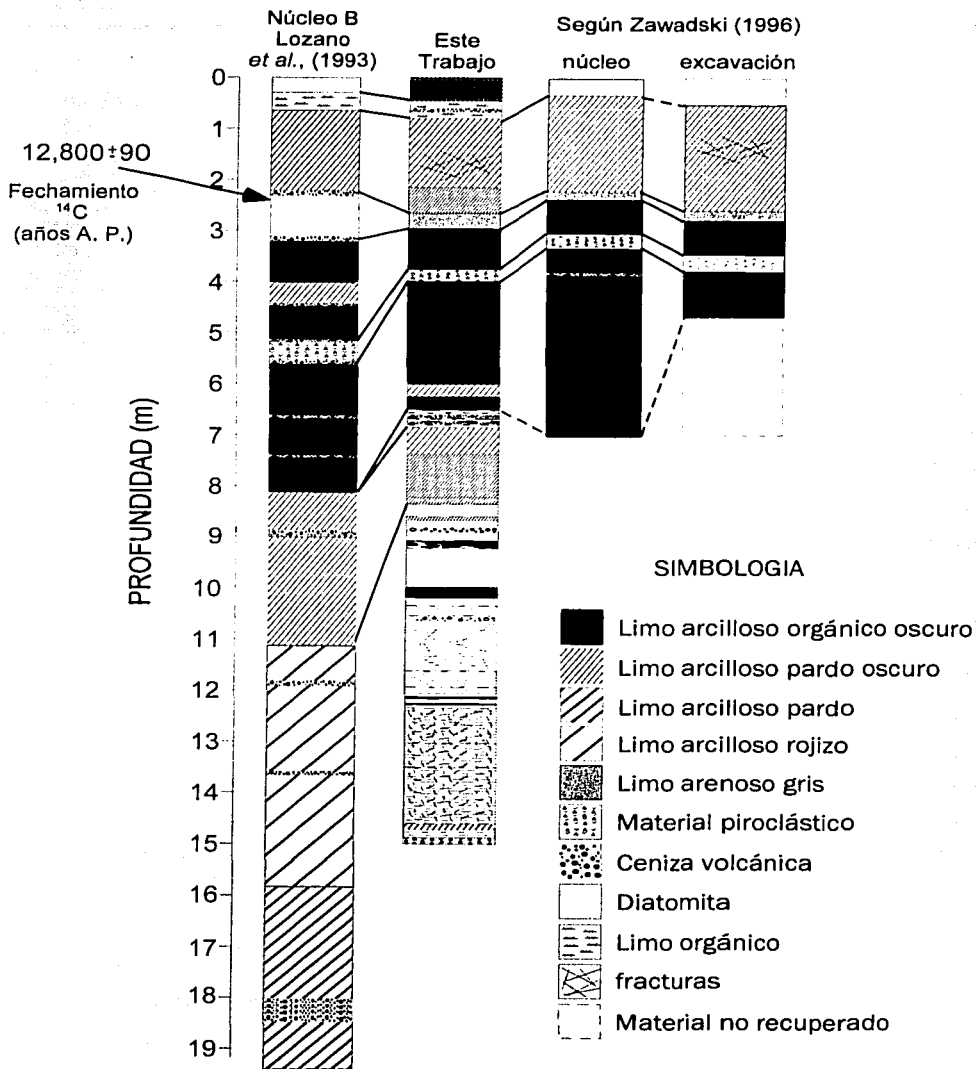 Núcleo B
Lozano
et al., (1993)
Este
Trabajo
Según Zawadski (1996)
núcleo
excavación
12,800±90
Fechamiento
¹⁴C
(años A. P.)
PROFUNDIDAD (m)
0
1
2
3
4
5
6
7
8
9
10
11
12
13
14
15
16
17
18
19
SIMBOLOGIA
Limo arcilloso orgánico oscuro
Limo arcilloso pardo oscuro
Limo arcilloso pardo
Limo arcilloso rojizo
Limo arenoso gris
Material piroclástico
Ceniza volcánica
Diatomita
Limo orgánico
fracturas
Material no recuperado